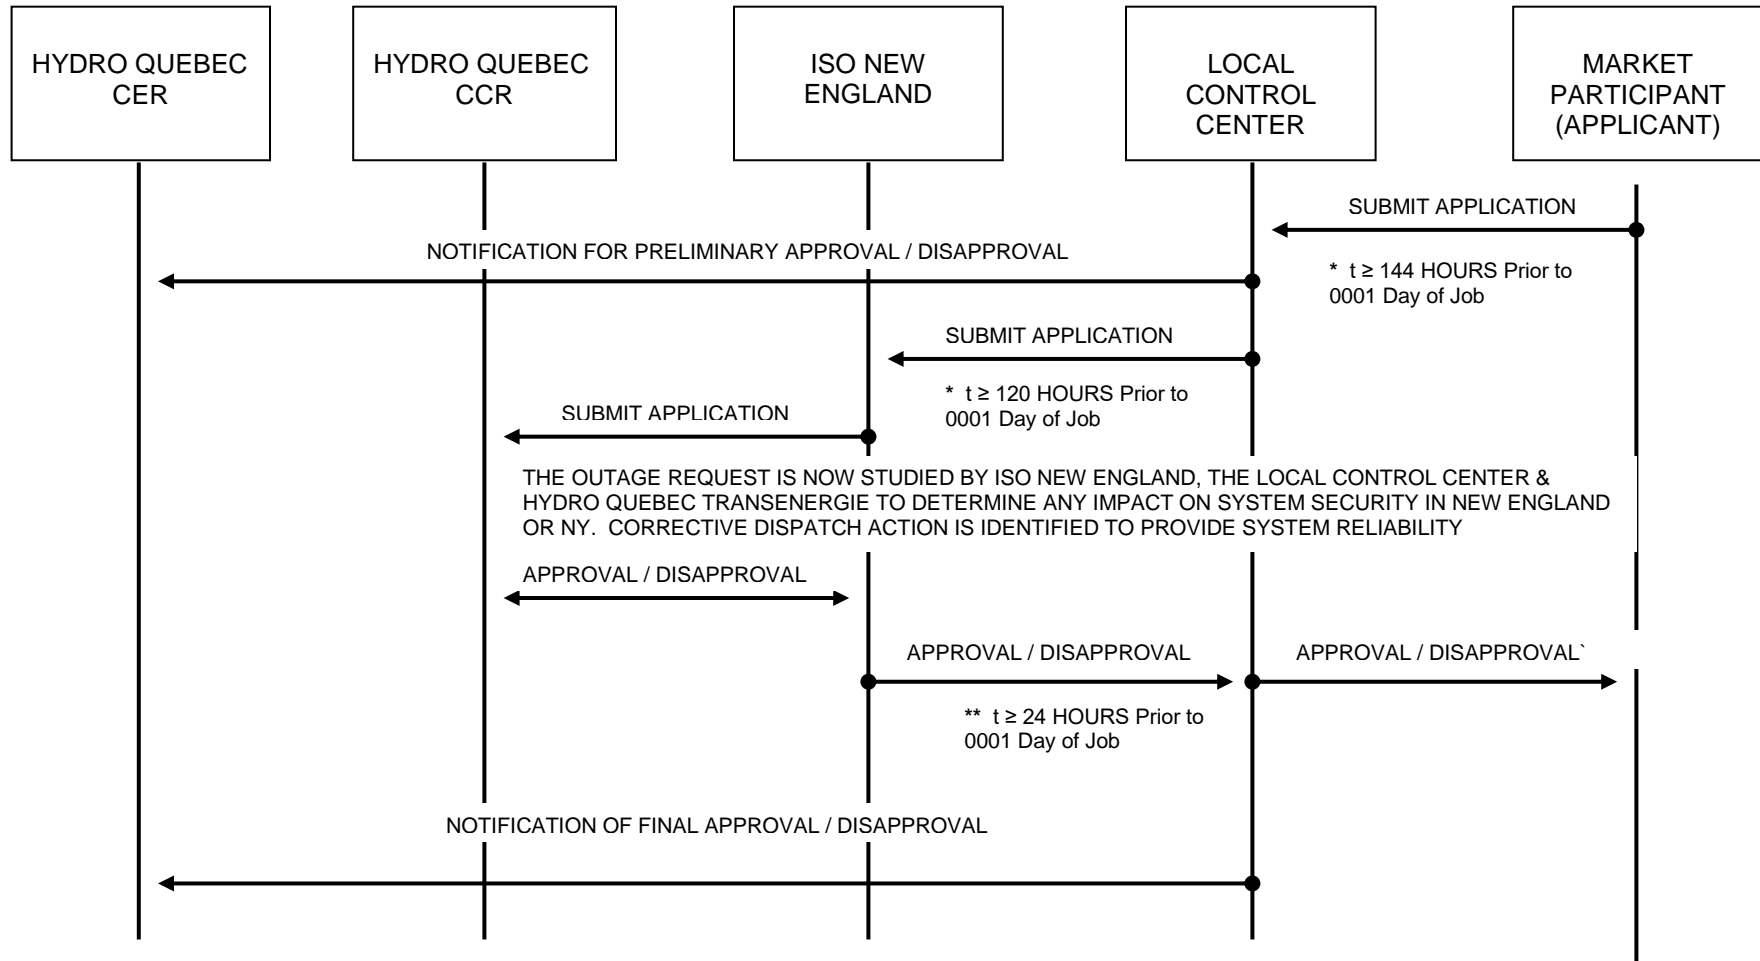 HYDRO QUEBEC
CER
HYDRO QUEBEC
CCR
ISO NEW
ENGLAND
LOCAL
CONTROL
CENTER
MARKET
PARTICIPANT
(APPLICANT)
SUBMIT APPLICATION
NOTIFICATION FOR PRELIMINARY APPROVAL / DISAPPROVAL
* t ≥ 144 HOURS Prior to
0001 Day of Job
SUBMIT APPLICATION
* t ≥ 120 HOURS Prior to
0001 Day of Job
SUBMIT APPLICATION
THE OUTAGE REQUEST IS NOW STUDIED BY ISO NEW ENGLAND, THE LOCAL CONTROL CENTER &
HYDRO QUEBEC TRANSENERGIE TO DETERMINE ANY IMPACT ON SYSTEM SECURITY IN NEW ENGLAND
OR NY. CORRECTIVE DISPATCH ACTION IS IDENTIFIED TO PROVIDE SYSTEM RELIABILITY
APPROVAL / DISAPPROVAL
APPROVAL / DISAPPROVAL
APPROVAL / DISAPPROVAL`
** t ≥ 24 HOURS Prior to
0001 Day of Job
NOTIFICATION OF FINAL APPROVAL / DISAPPROVAL